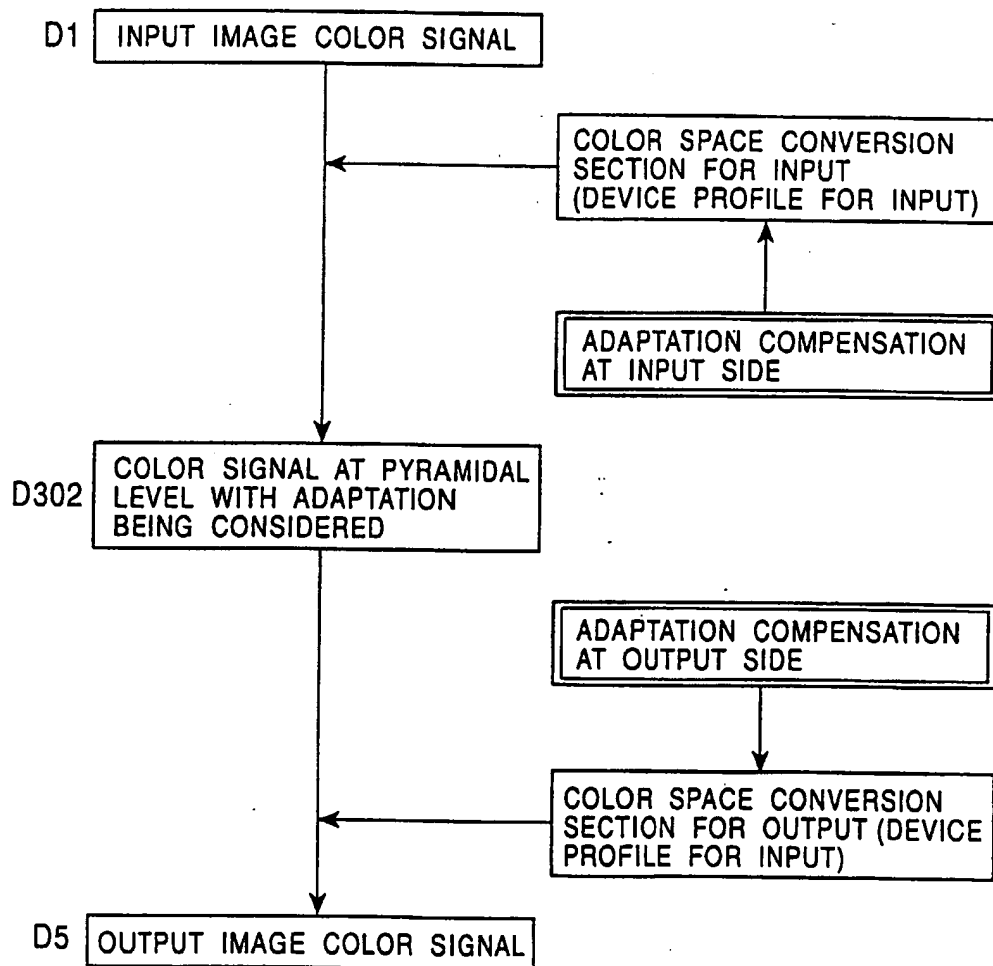 D1 INPUT IMAGE COLOR SIGNAL
COLOR SPACE CONVERSION
SECTION FOR INPUT
(DEVICE PROFILE FOR INPUT)
ADAPTATION COMPENSATION
AT INPUT SIDE
COLOR SIGNAL AT PYRAMIDAL
D302 LEVEL WITH ADAPTATION
BEING CONSIDERED
ADAPTATION COMPENSATION
AT OUTPUT SIDE
COLOR SPACE CONVERSION
SECTION FOR OUTPUT (DEVICE
PROFILE FOR INPUT)
D5 OUTPUT IMAGE COLOR SIGNAL